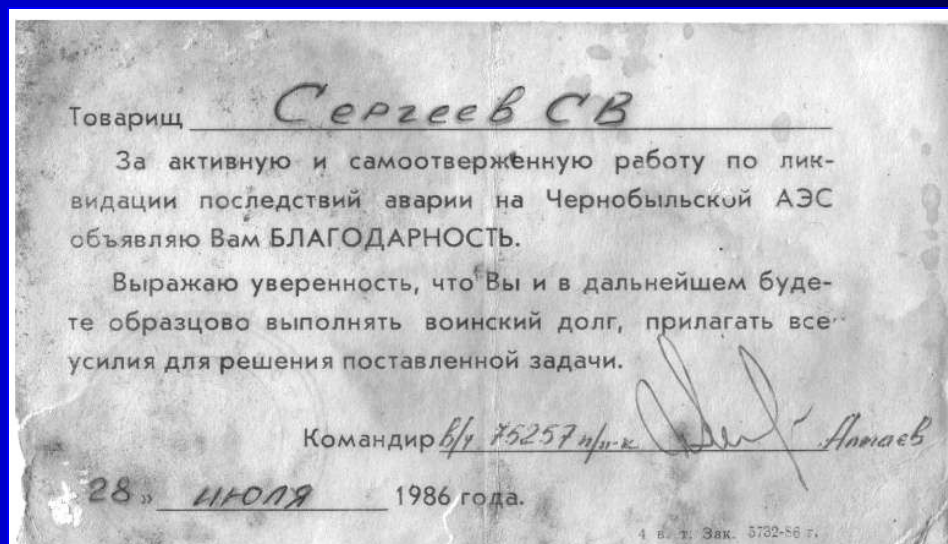 Товарищ Сергеев СВ
За активную и самоотверженную работу по лик-
видации последствий аварии на Чернобыльской АЭС
объявляю Вам БЛАГОДАРНОСТЬ.
Выражаю уверенность, что Вы и в дальнейшем буде-
те образцово выполнять воинский долг, прилагать все
усилия для решения поставленной задачи.
Командир в/ч 75257 п/п-к
28 » июля 1986 года.
4 в. т. Зак. 5732-86 г.